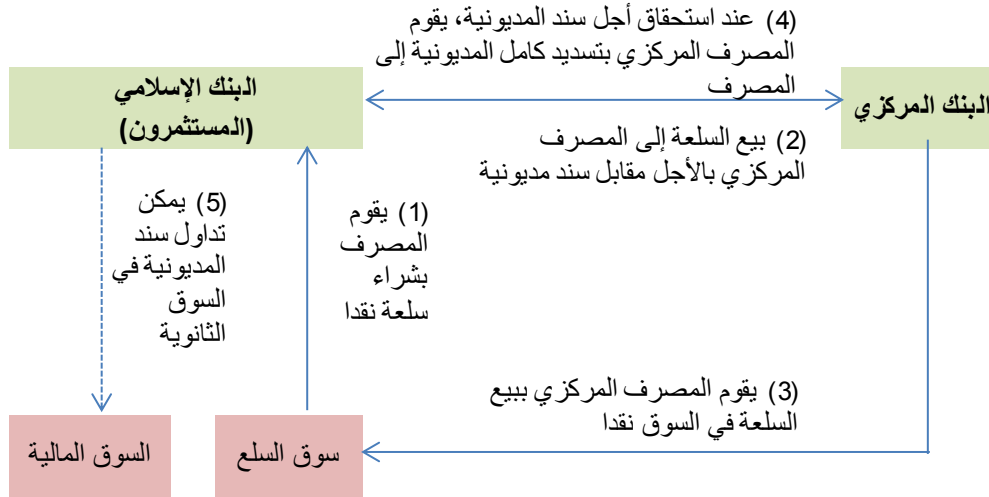 (4) عند استحقاق أجل سند المديونية، يقوم
المصرف المركزي بتسديد كامل المديونية إلى
المصرف
البنك المركزي
البنك الإسلامي
(المستثمرون)
(2) بيع السلعة إلى المصرف
المركزي بالأجل مقابل سند مديونية
(1) يقوم
المصرف
بشراء
سلعة نقدا
(5) يمكن
تداول سند
المديونية في
السوق
الثانوية
(3) يقوم المصرف المركزي ببيع
السلعة في السوق نقدا
سوق السلع
السوق المالية